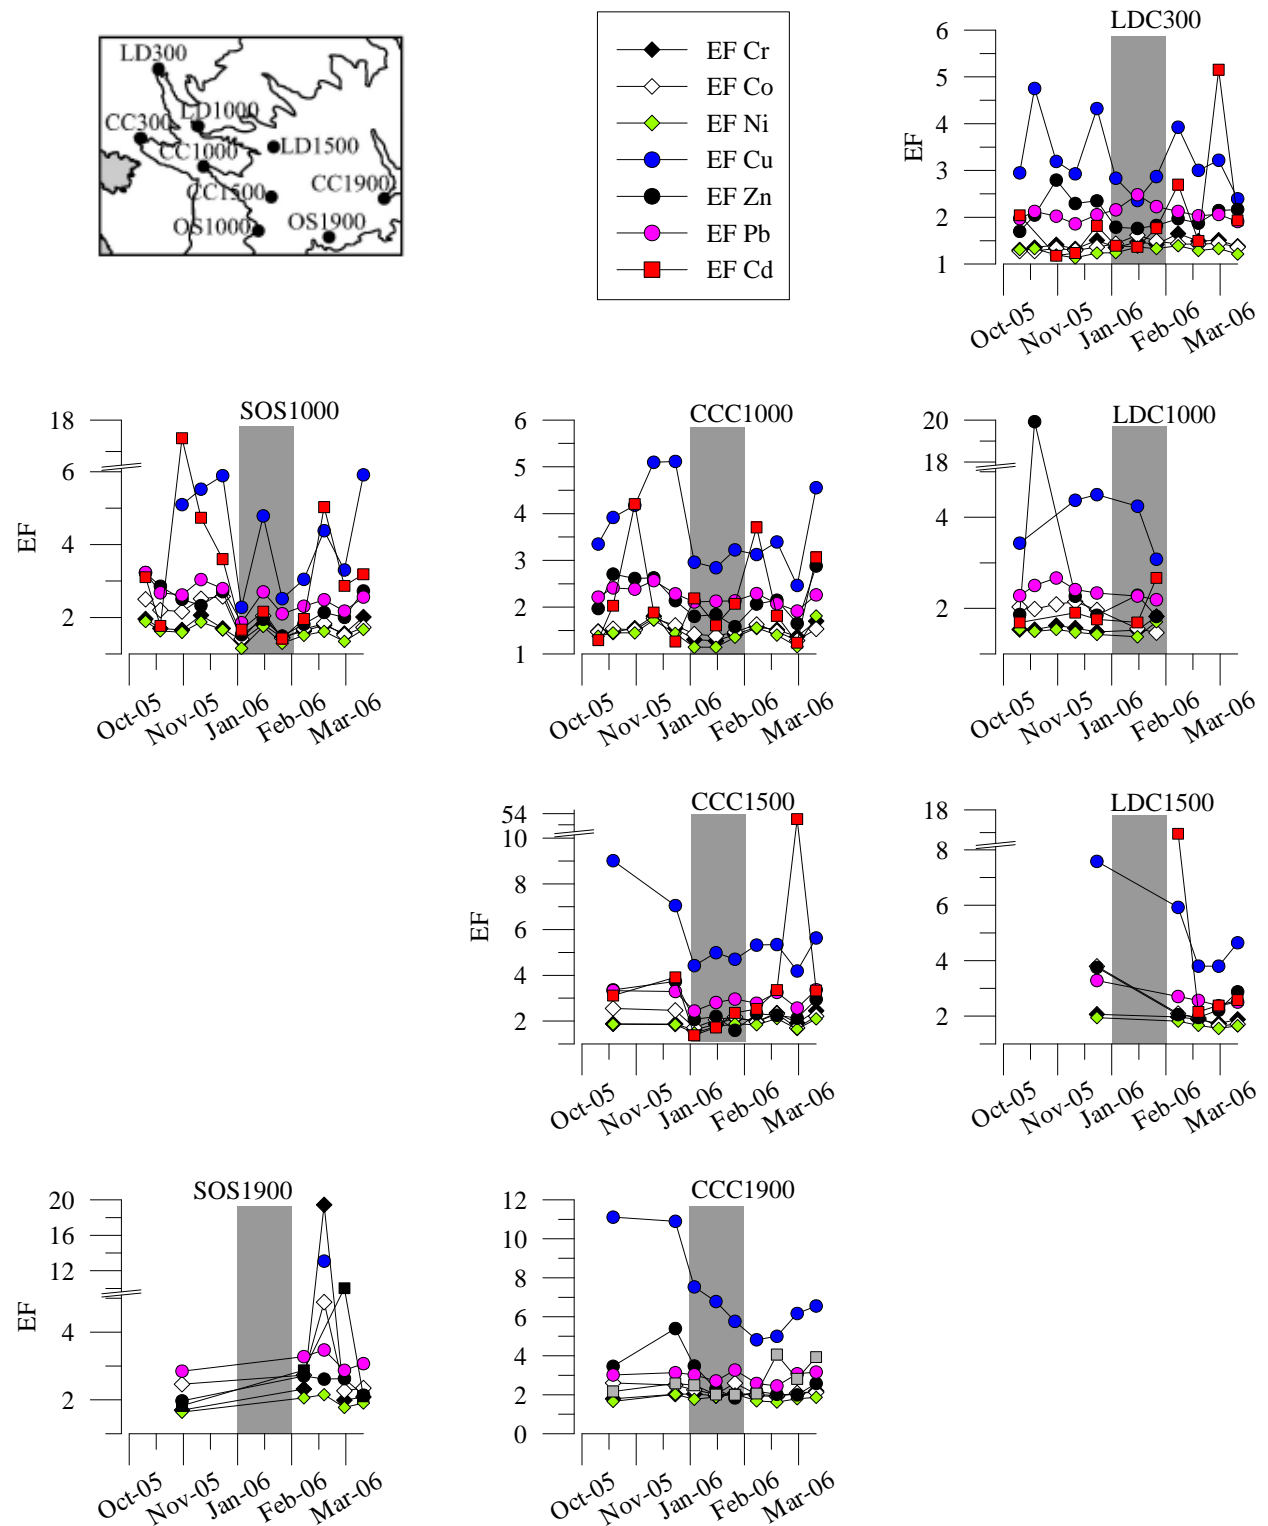 LD300
LD1000
CC300
LD1500
CC1000
CC1500
CC1900
OS1000
OS1900
EF Cr
EF Co
EF Ni
EF Cu
EF Zn
EF Pb
EF Cd
LDC300
6
5
4
3
2
1
EF
Oct-05 Nov-05 Jan-06 Feb-06 Mar-06
SOS1000
18
6
4
2
EF
Oct-05 Nov-05 Jan-06 Feb-06 Mar-06
CCC1000
6
5
4
3
2
1
Oct-05 Nov-05 Jan-06 Feb-06 Mar-06
LDC1000
20
18
4
2
Oct-05 Nov-05 Jan-06 Feb-06 Mar-06
CCC1500
54
10
8
6
4
2
EF
Oct-05 Nov-05 Jan-06 Feb-06 Mar-06
LDC1500
18
8
6
4
2
Oct-05 Nov-05 Jan-06 Feb-06 Mar-06
SOS1900
20
16
12
4
2
EF
Oct-05 Nov-05 Jan-06 Feb-06 Mar-06
CCC1900
12
10
8
6
4
2
0
Oct-05 Nov-05 Jan-06 Feb-06 Mar-06